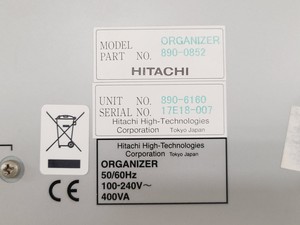 MODEL ORGANIZER
PART NO. 890-0852
HITACHI
UNIT NO. 890-6160
SERIAL NO. 17E18-007
Hitachi High-Technologies
Corporation Tokyo Japan
Hitachi High-Technologies
Corporation Tokyo Japan
ORGANIZER
50/60Hz
100-240V～
400VA
CE